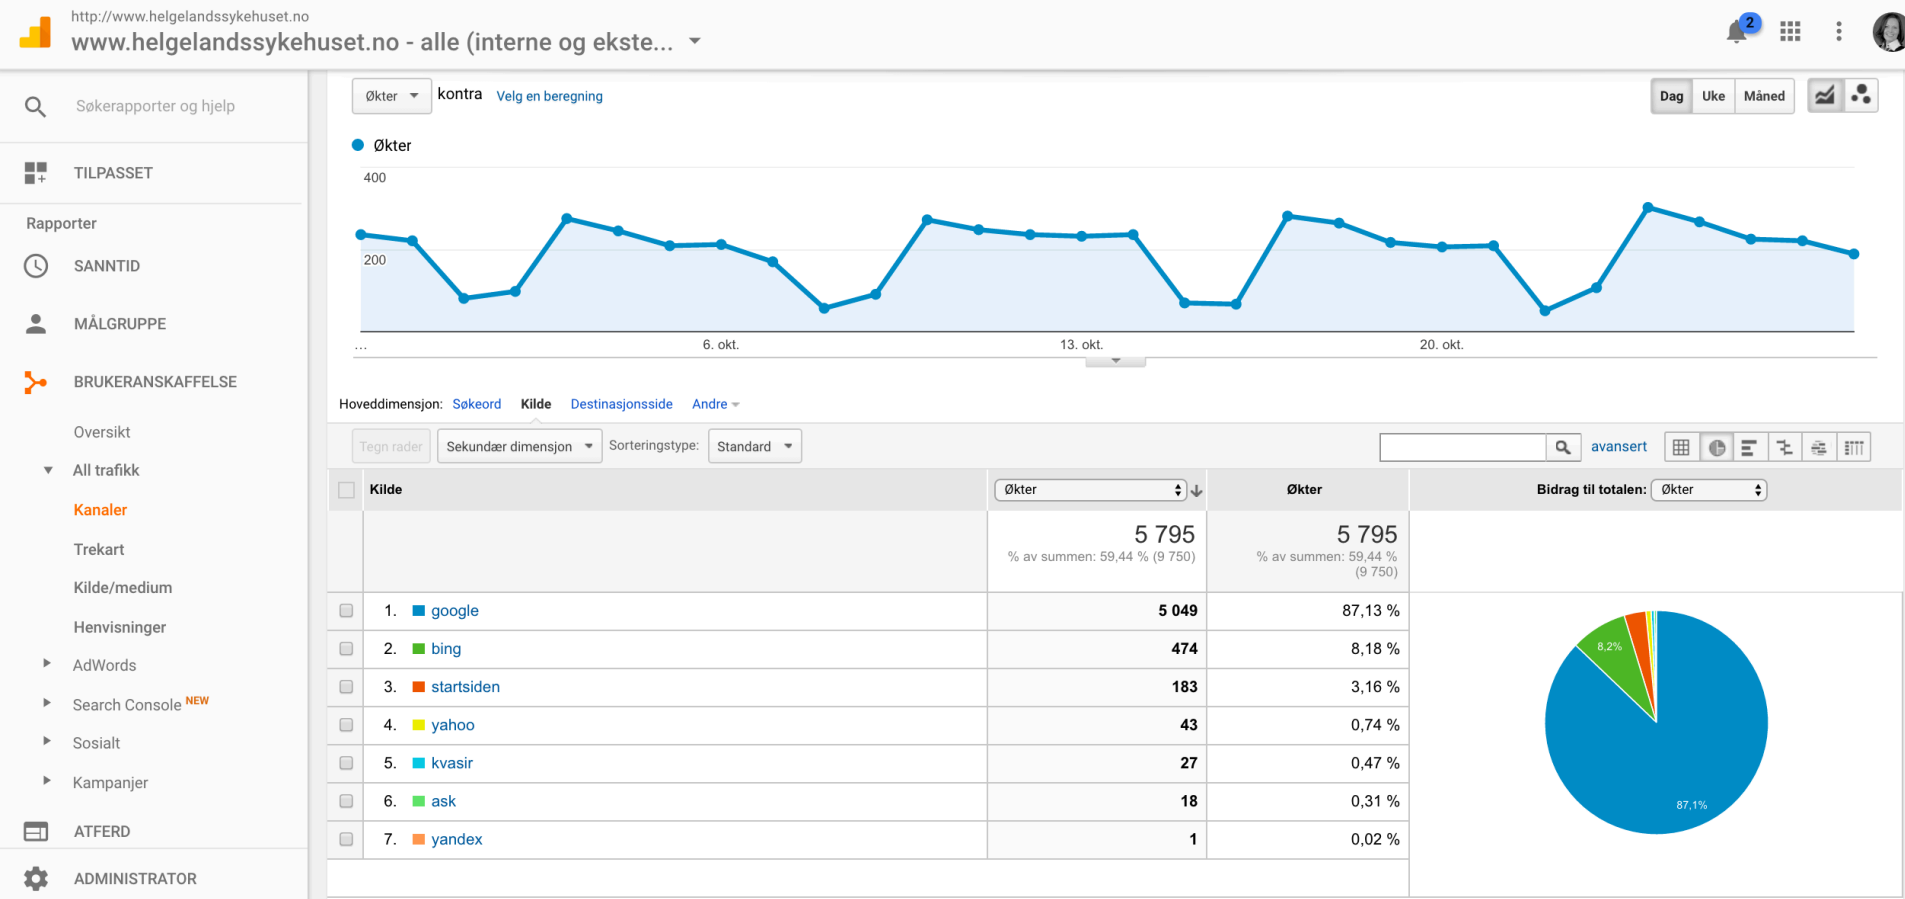 http://www.helgelandssykehuset.no
www.helgelandssykehuset.no - alle (interne og ekste...
2
Søkerapporter og hjelp
TILPASSET
Rapporter
SANNTID
MÅLGRUPPE
BRUKERANSKAFFELSE
Oversikt
All trafikk
Kanaler
Trekart
Kilde/medium
Henvisninger
AdWords
Search Console NEW
Sosialt
Kampanjer
ATFERD
ADMINISTRATOR
Økter kontra Velg en beregning
Dag Uke Måned
Økter
400
200
... 6. okt. 13. okt. 20. okt.
Hoveddimensjon: Søkeord Kilde Destinasjonsside Andre
Tegn rader Sekundær dimensjon Sorteringstype: Standard avansert
Kilde Økter Økter Bidrag til totalen: Økter
5 795 5 795
% av summen: 59,44 % (9 750) % av summen: 59,44 %
(9 750)
1. google 5 049 87,13 %
2. bing 474 8,18 %
3. startsiden 183 3,16 %
4. yahoo 43 0,74 %
5. kvasir 27 0,47 %
6. ask 18 0,31 %
7. yandex 1 0,02 %
8,2%
87,1%